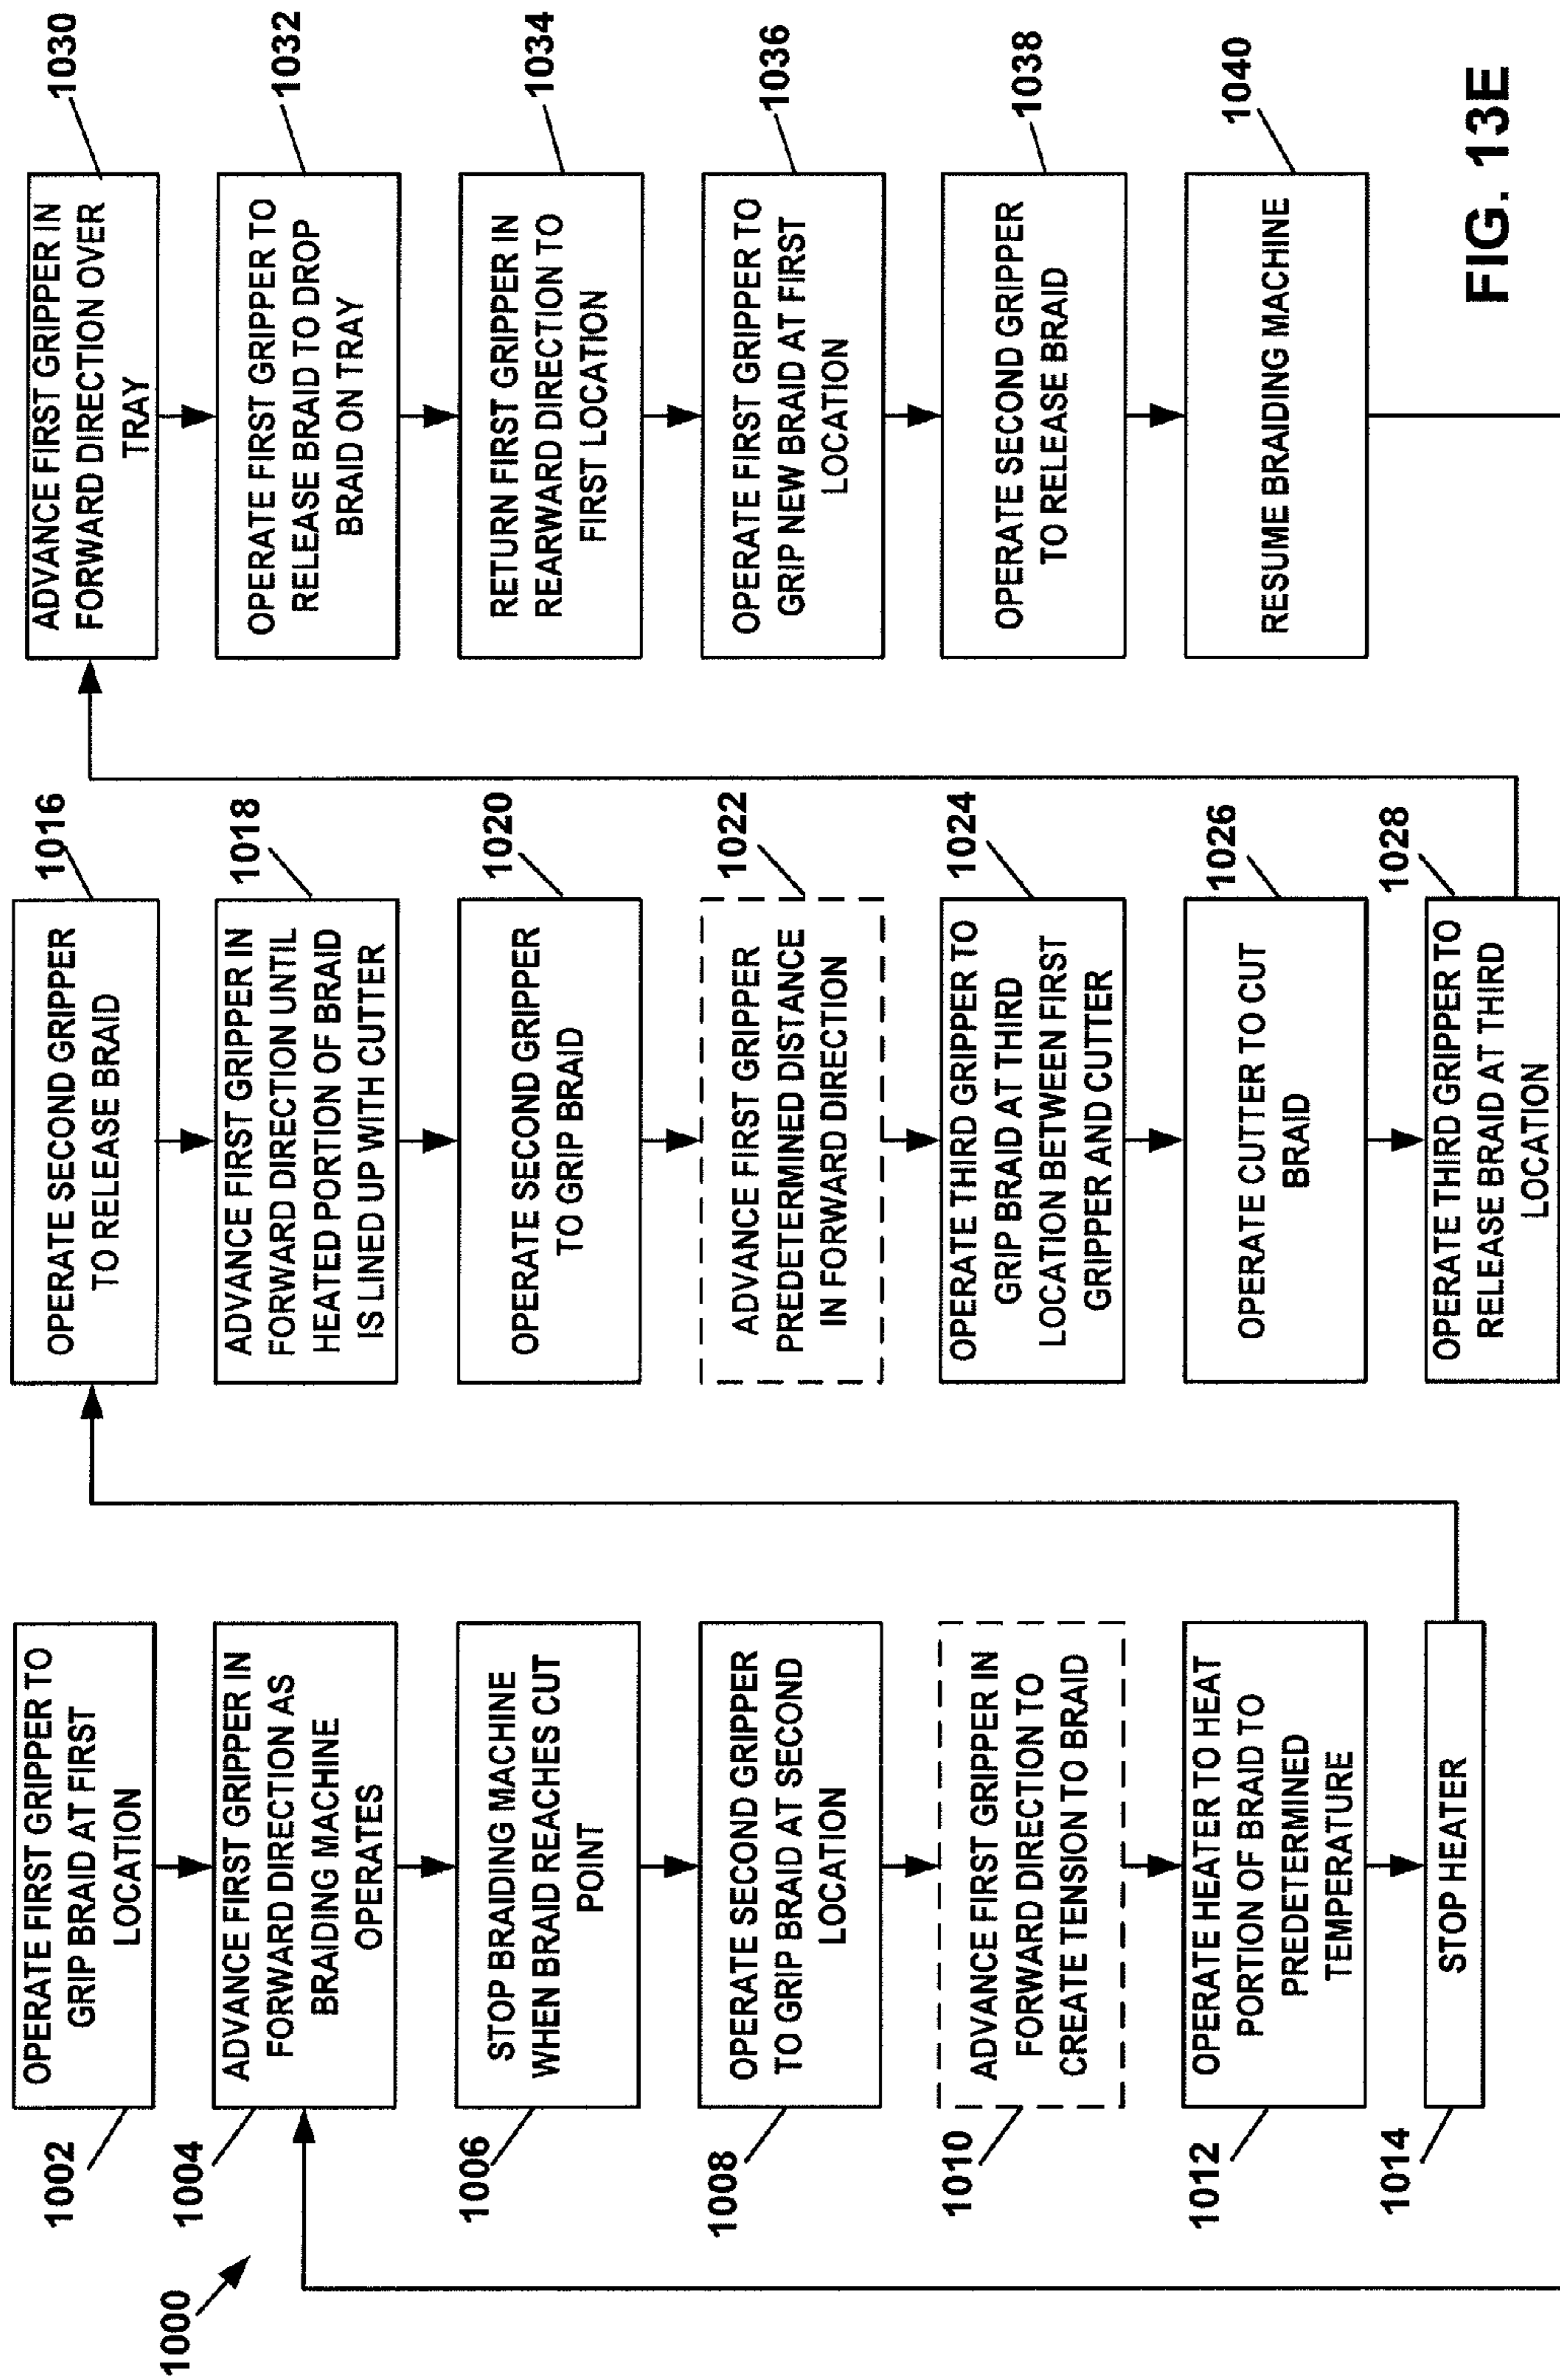 1000
1002
OPERATE FIRST GRIPPER TO
GRIP BRAID AT FIRST
LOCATION
1004
ADVANCE FIRST GRIPPER IN
FORWARD DIRECTION AS
BRAIDING MACHINE
OPERATES
1006
STOP BRAIDING MACHINE
WHEN BRAID REACHES CUT
POINT
1008
OPERATE SECOND GRIPPER
TO GRIP BRAID AT SECOND
LOCATION
1010
ADVANCE FIRST GRIPPER IN
FORWARD DIRECTION TO
CREATE TENSION TO BRAID
1012
OPERATE HEATER TO HEAT
PORTION OF BRAID TO
PREDETERMINED
TEMPERATURE
1014
STOP HEATER
1016
OPERATE SECOND GRIPPER
TO RELEASE BRAID
1018
ADVANCE FIRST GRIPPER IN
FORWARD DIRECTION UNTIL
HEATED PORTION OF BRAID
IS LINED UP WITH CUTTER
1020
OPERATE SECOND GRIPPER
TO GRIP BRAID
1022
ADVANCE FIRST GRIPPER
PREDETERMINED DISTANCE
IN FORWARD DIRECTION
1024
OPERATE THIRD GRIPPER TO
GRIP BRAID AT THIRD
LOCATION BETWEEN FIRST
GRIPPER AND CUTTER
1026
OPERATE CUTTER TO CUT
BRAID
1028
OPERATE THIRD GRIPPER TO
RELEASE BRAID AT THIRD
LOCATION
1030
ADVANCE FIRST GRIPPER IN
FORWARD DIRECTION OVER
TRAY
1032
OPERATE FIRST GRIPPER TO
RELEASE BRAID TO DROP
BRAID ON TRAY
1034
RETURN FIRST GRIPPER IN
REARWARD DIRECTION TO
FIRST LOCATION
1036
OPERATE FIRST GRIPPER TO
GRIP NEW BRAID AT FIRST
LOCATION
1038
OPERATE SECOND GRIPPER
TO RELEASE BRAID
1040
RESUME BRAIDING MACHINE
FIG. 13E